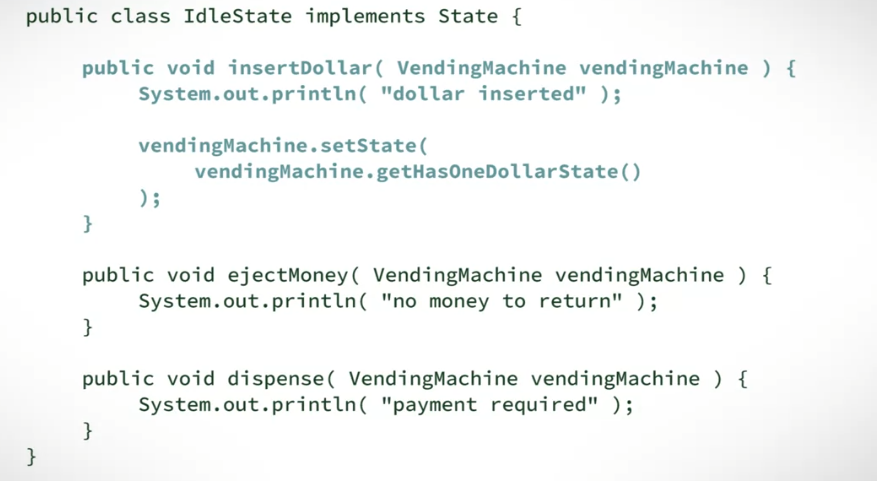 public class IdleState implements State {
public void insertDollar( VendingMachine vendingMachine ) {
System.out.println( "dollar inserted" );
vendingMachine.setState(
vendingMachine.getHasOneDollarState()
);
}
public void ejectMoney( VendingMachine vendingMachine ) {
System.out.println( "no money to return" );
}
public void dispense( VendingMachine vendingMachine ) {
System.out.println( "payment required" );
}
}